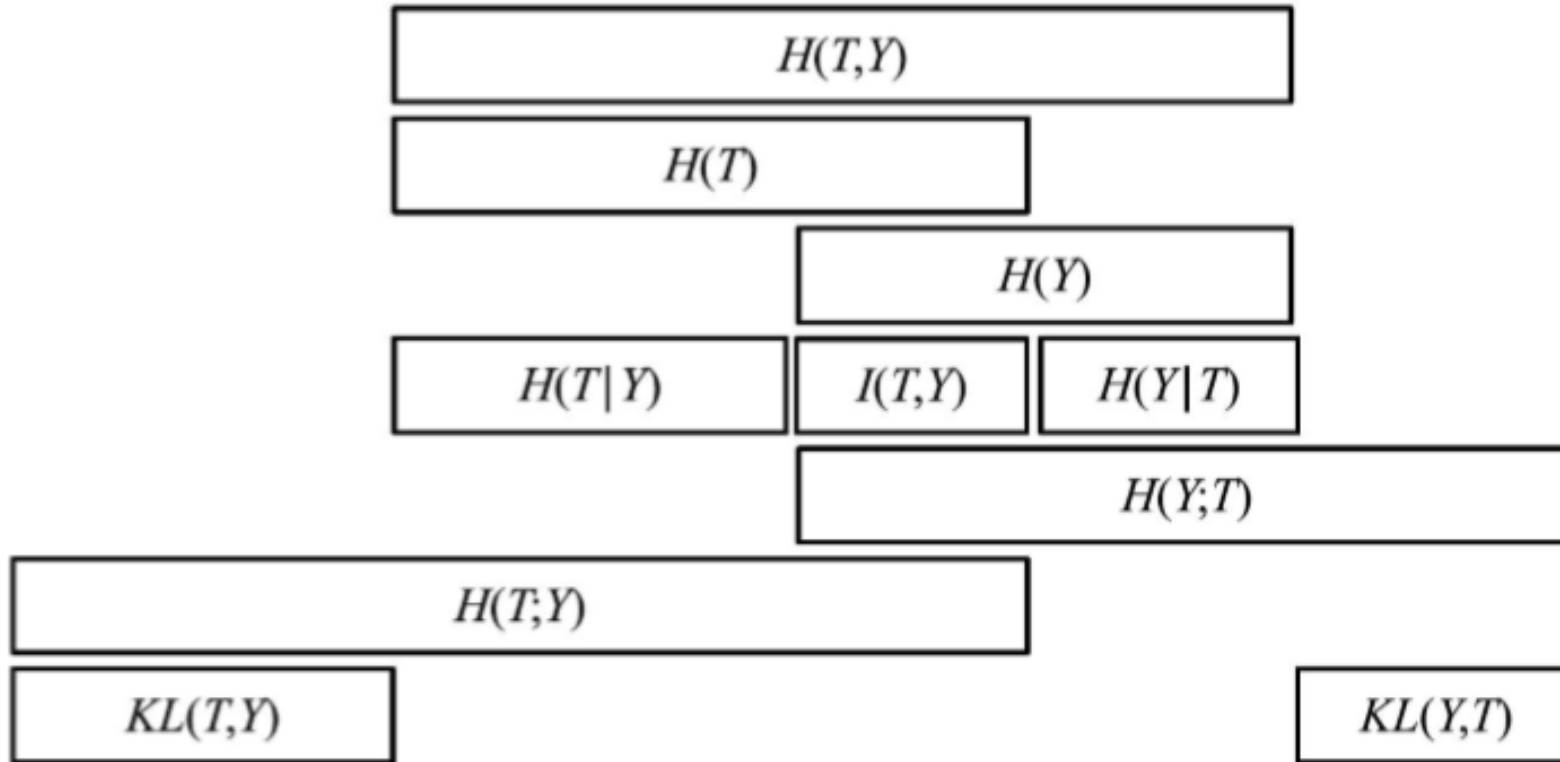 H(T,Y)
H(T)
H(Y)
H(T|Y) I(T,Y) H(Y|T)
H(Y;T)
H(T;Y)
KL(T,Y) KL(Y,T)